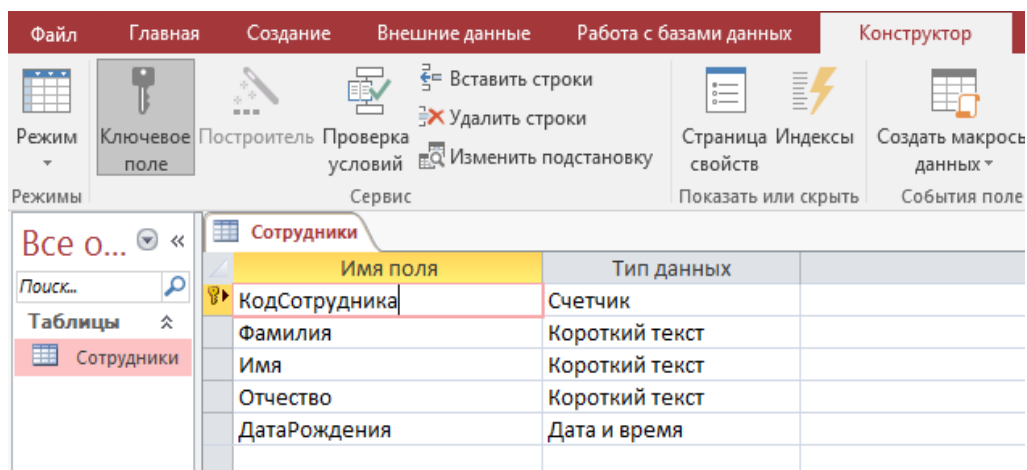 Файл Главная Создание Внешние данные Работа с базами данных Конструктор
Режим
Ключевое поле
Построитель
Проверка условий
Вставить строки
Удалить строки
Изменить подстановку
Страница свойств
Индексы
Создать макросы данных
Режимы Сервис Показать или скрыть События поле
Все о...
Поиск...
Таблицы
Сотрудники
Сотрудники
Имя поля Тип данных
КодСотрудника Счетчик
Фамилия Короткий текст
Имя Короткий текст
Отчество Короткий текст
ДатаРождения Дата и время